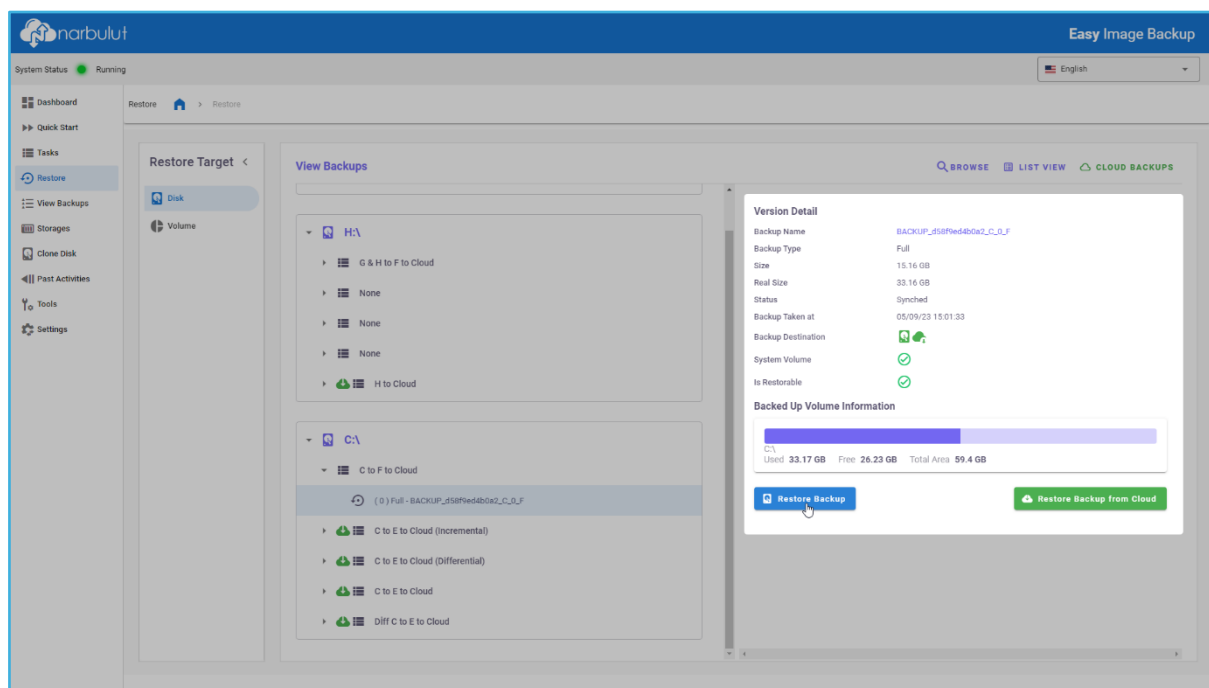 narbulut
Easy Image Backup
System Status Running
English
Dashboard
Quick Start
Tasks
Restore
View Backups
Storages
Clone Disk
Past Activities
Tools
Settings
Restore > Restore
Restore Target <
Disk
Volume
View Backups
BROWSE LIST VIEW CLOUD BACKUPS
H:\
G & H to F to Cloud
None
None
None
H to Cloud
C:\
C to F to Cloud
( 0 ) Full - BACKUP_d58f9ed4b0a2_C_0_F
C to E to Cloud (Incremental)
C to E to Cloud (Differential)
C to E to Cloud
Diff C to E to Cloud
Version Detail
Backup Name BACKUP_d58f9ed4b0a2_C_0_F
Backup Type Full
Size 15.16 GB
Real Size 33.16 GB
Status Synched
Backup Taken at 05/09/23 15:01:33
Backup Destination
System Volume
Is Restorable
Backed Up Volume Information
C:\
Used 33.17 GB Free 26.23 GB Total Area 59.4 GB
Restore Backup
Restore Backup from Cloud